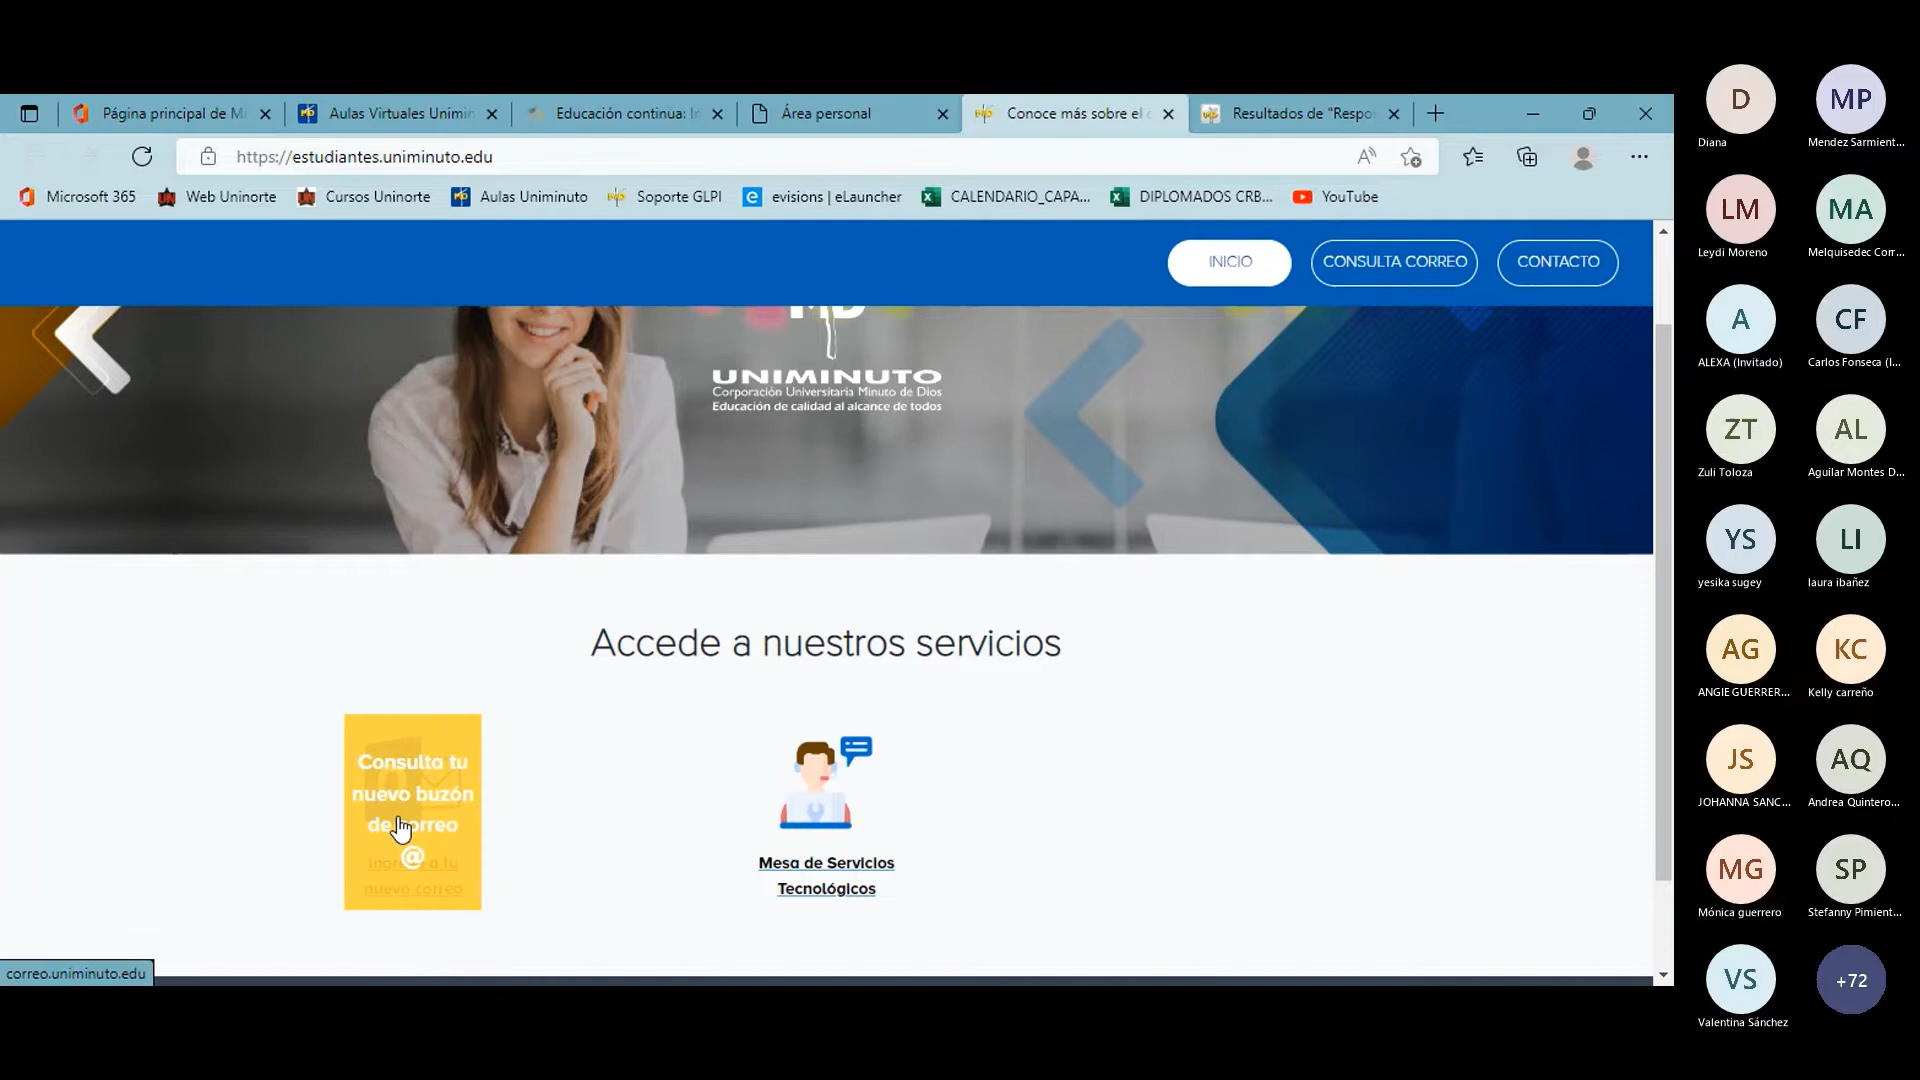 Página principal de Mi
Aulas Virtuales Unimin
Educación continua: In
Área personal
Conoce más sobre el c
Resultados de "Respo
https://estudiantes.uniminuto.edu
Microsoft 365
Web Uninorte
Cursos Uninorte
Aulas Uniminuto
Soporte GLPI
evisions | eLauncher
CALENDARIO_CAPA...
DIPLOMADOS CRB...
YouTube
INICIO
CONSULTA CORREO
CONTACTO
UNIMINUTO
Corporación Universitaria Minuto de Dios
Educación de calidad al alcance de todos
Accede a nuestros servicios
Consulta tu
nuevo buzón
de correo
@
Ingresa a tu
nuevo correo
Mesa de Servicios
Tecnológicos
correo.uniminuto.edu
D
Diana
MP
Mendez Sarmient...
LM
Leydi Moreno
MA
Melquisedec Corr...
A
ALEXA (Invitado)
CF
Carlos Fonseca (I...
ZT
Zuli Toloza
AL
Aguilar Montes D...
YS
yesika sugey
LI
laura ibañez
AG
ANGIE GUERRER...
KC
Kelly carreño
JS
JOHANNA SANC...
AQ
Andrea Quintero...
MG
Mónica guerrero
SP
Stefanny Pimient...
VS
Valentina Sánchez
+72